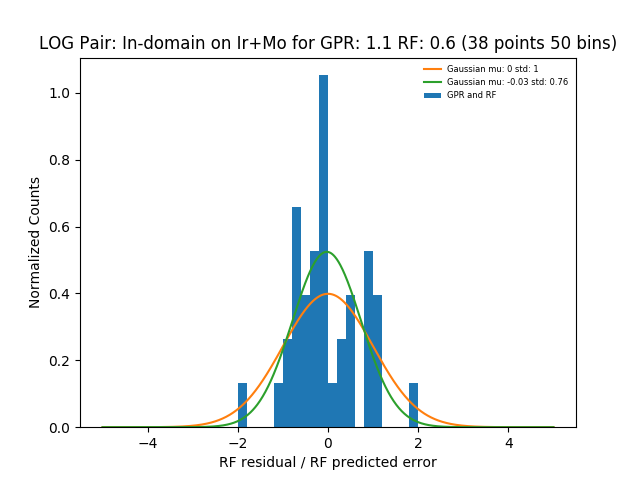 LOG Pair: In-domain on Ir+Mo for GPR: 1.1 RF: 0.6 (38 points 50 bins)
Gaussian mu: 0 std: 1
Gaussian mu: -0.03 std: 0.76
GPR and RF
Normalized Counts
1.0
0.8
0.6
0.4
0.2
0.0
−4
−2
0
2
4
RF residual / RF predicted error